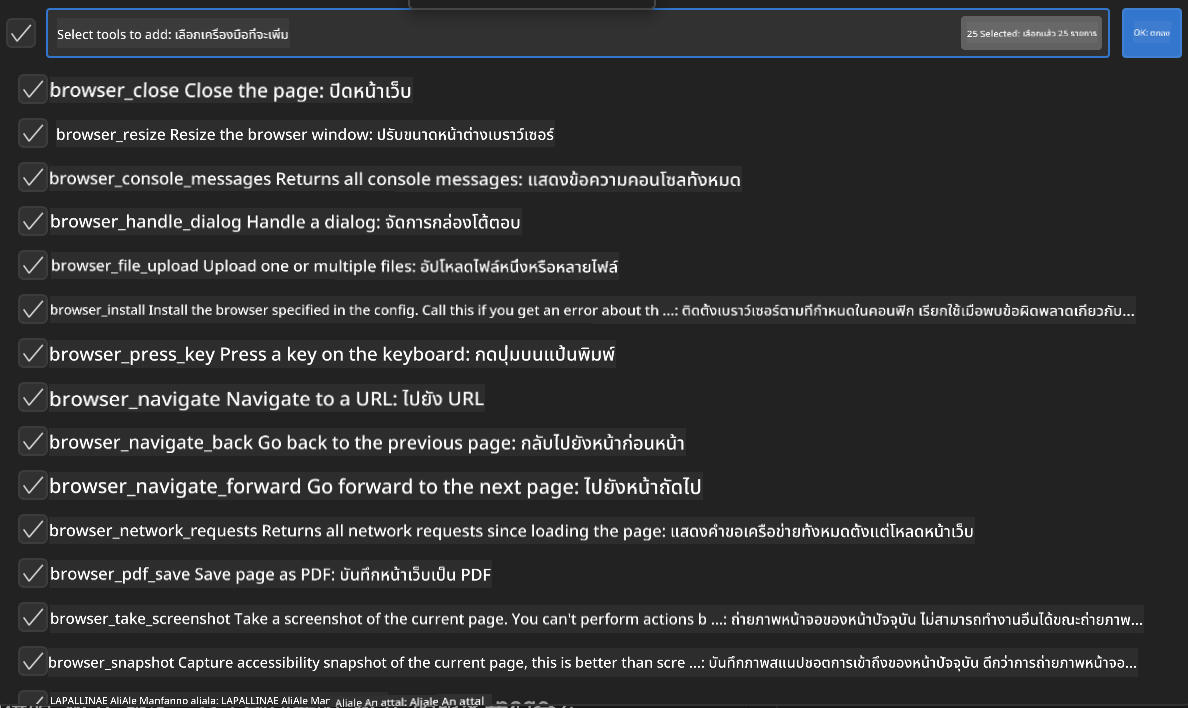 Select tools to add: เลือกเครื่องมือที่จะเพิ่ม
25 Selected: เลือกแล้ว 25 รายการ
OK: ตกลง
browser_close Close the page: ปิดหน้าเว็บ
browser_resize Resize the browser window: ปรับขนาดหน้าต่างเบราว์เซอร์
browser_console_messages Returns all console messages: แสดงข้อความคอนโซลทั้งหมด
browser_handle_dialog Handle a dialog: จัดการกล่องโต้ตอบ
browser_file_upload Upload one or multiple files: อัปโหลดไฟล์หนึ่งหรือหลายไฟล์
browser_install Install the browser specified in the config. Call this if you get an error about th ...: ติดตั้งเบราว์เซอร์ตามที่กำหนดในคอนฟิก เรียกใช้เมื่อพบข้อผิดพลาดเกี่ยวกับ...
browser_press_key Press a key on the keyboard: กดปุ่มบนแป้นพิมพ์
browser_navigate Navigate to a URL: ไปยัง URL
browser_navigate_back Go back to the previous page: กลับไปยังหน้าก่อนหน้า
browser_navigate_forward Go forward to the next page: ไปยังหน้าถัดไป
browser_network_requests Returns all network requests since loading the page: แสดงคำขอเครือข่ายทั้งหมดตั้งแต่โหลดหน้าเว็บ
browser_pdf_save Save page as PDF: บันทึกหน้าเว็บเป็น PDF
browser_take_screenshot Take a screenshot of the current page. You can't perform actions b ...: ถ่ายภาพหน้าจอของหน้าปัจจุบัน ไม่สามารถทำงานอื่นได้ขณะถ่ายภาพ...
browser_snapshot Capture accessibility snapshot of the current page, this is better than scre ...: บันทึกภาพสแนปชอตการเข้าถึงของหน้าปัจจุบัน ดีกว่าการถ่ายภาพหน้าจอ...
LAPALLINAE AliAle Manfanno aliala: LAPALLINAE AliAle Mar Aliale An attal: Aliale An attal